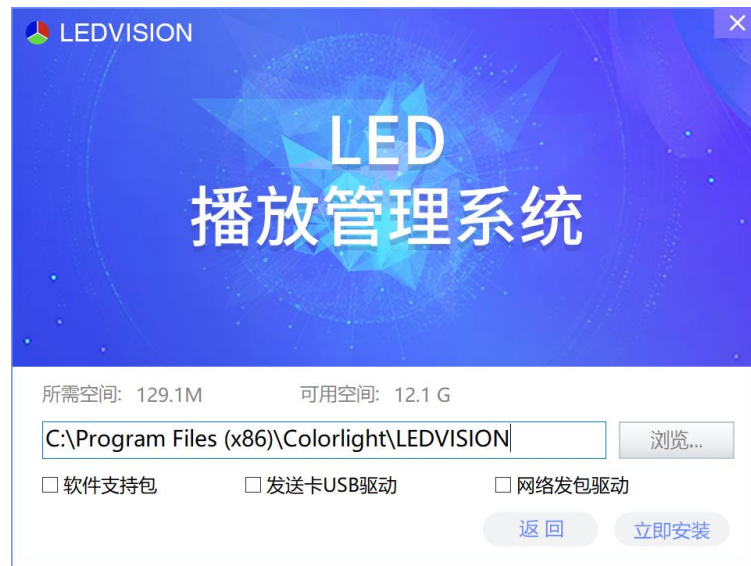 LEDVISION
LED
播放管理系统
所需空间: 129.1M 可用空间: 12.1 G
C:\Program Files (x86)\Colorlight\LEDVISION 浏览...
软件支持包 发送卡USB驱动 网络发包驱动
返 回 立即安装